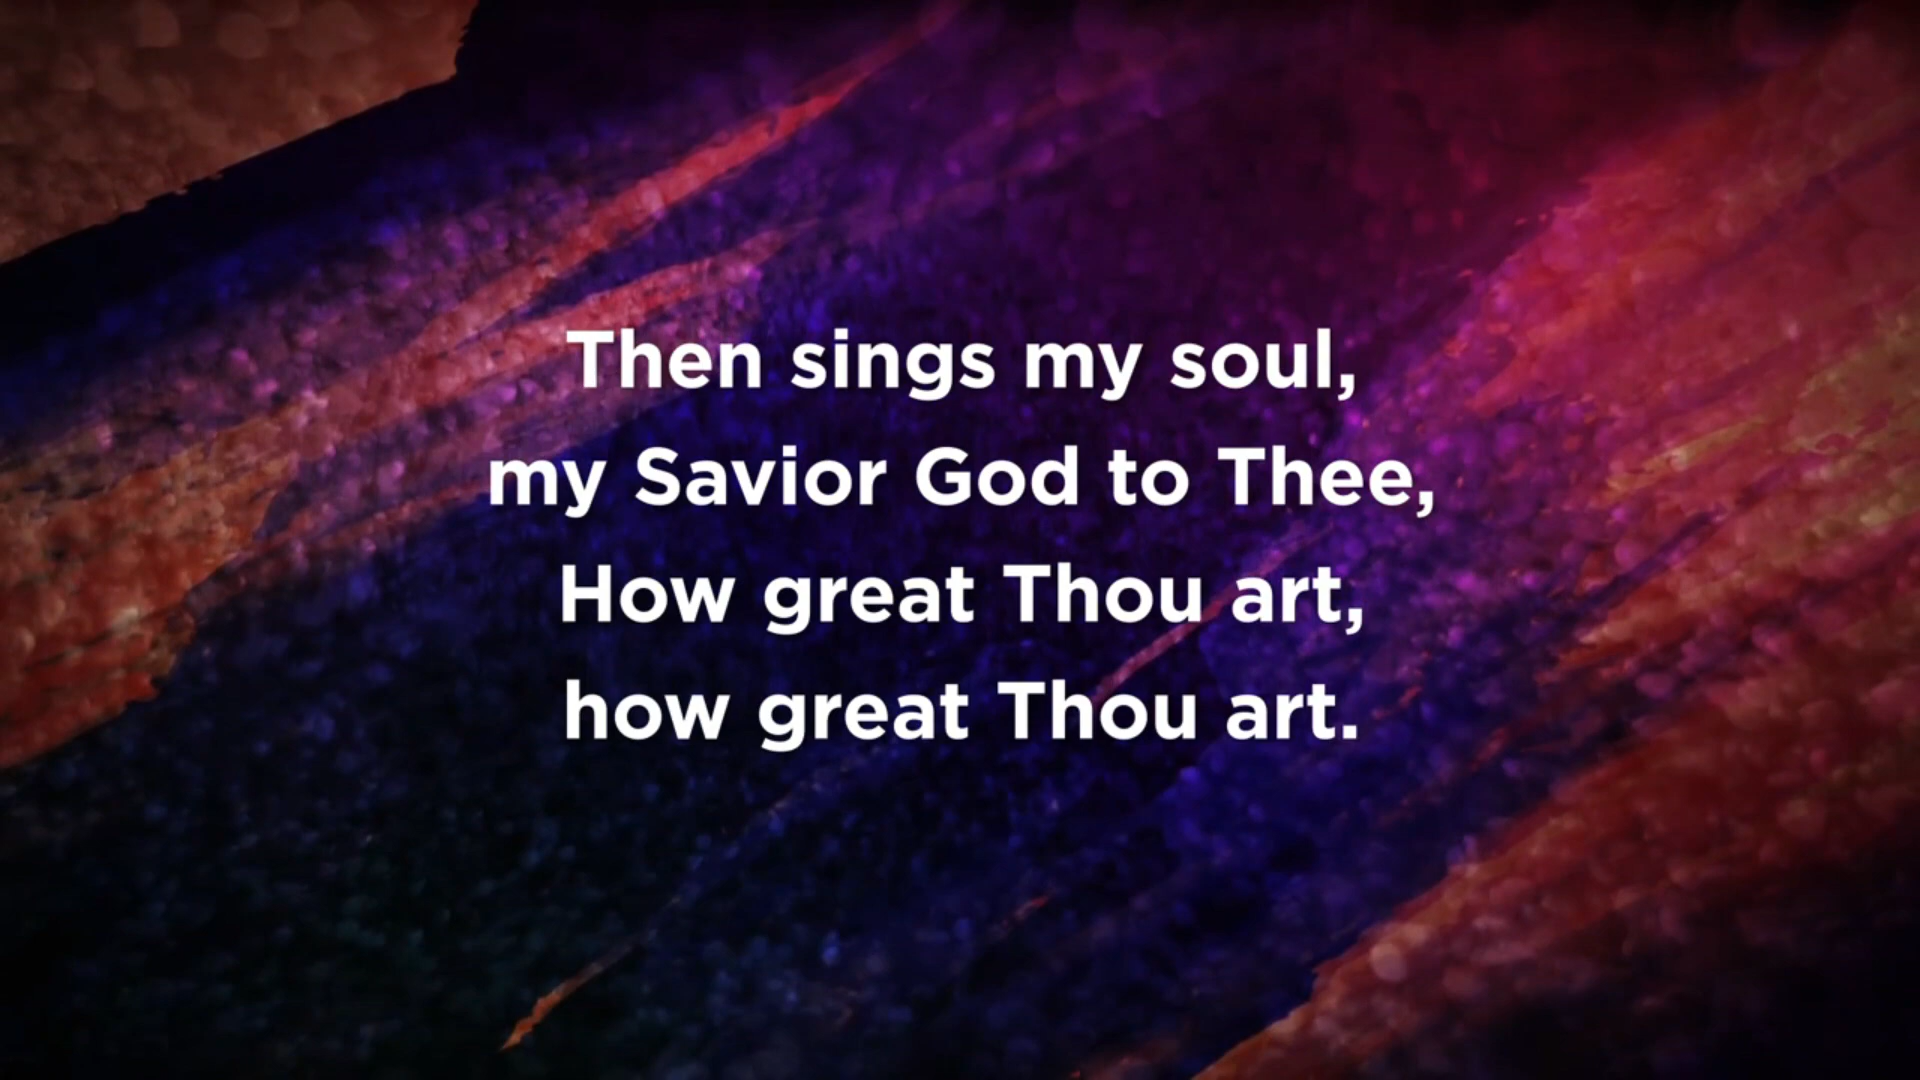 Then sings my soul,
my Savior God to Thee,
How great Thou art,
how great Thou art.